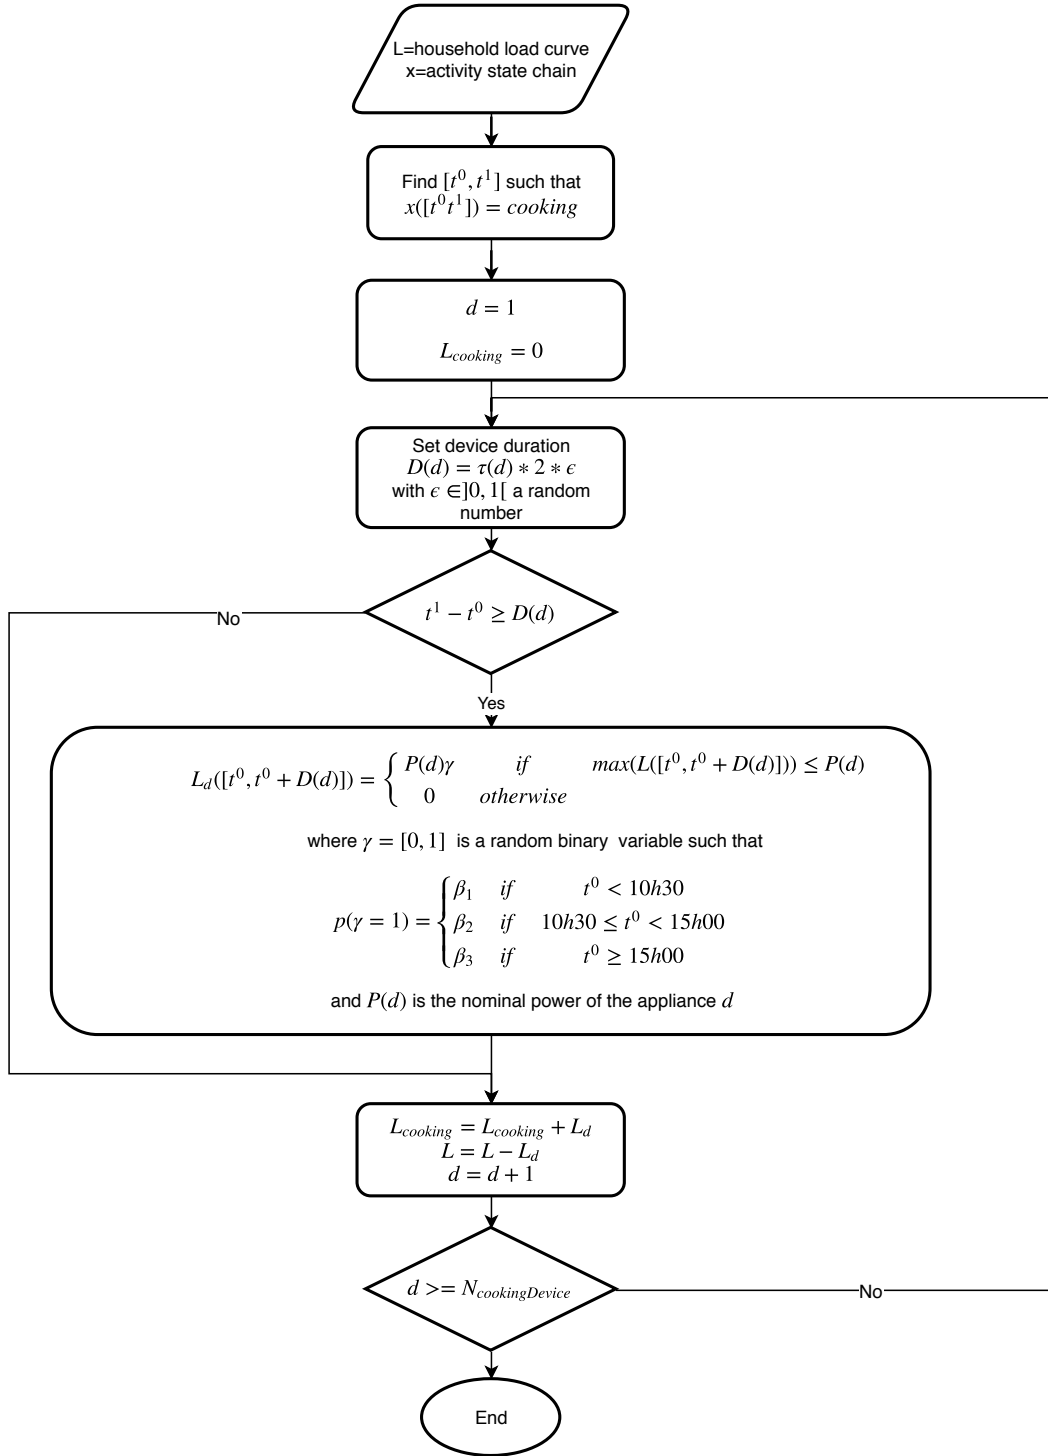 L=household load curve
x=activity state chain
Find [t⁰, t¹] such that
x([t⁰t¹]) = cooking
d = 1
L_cooking = 0
Set device duration
D(d) = τ(d) * 2 * ϵ
with ϵ ∈]0, 1[ a random
number
t¹ − t⁰ ≥ D(d)
No
Yes
L_d([t⁰, t⁰ + D(d)]) = { P(d)γ if max(L([t⁰, t⁰ + D(d)])) ≤ P(d)
0 otherwise
where γ = [0, 1] is a random binary variable such that
p(γ = 1) = { β₁ if t⁰ < 10h30
β₂ if 10h30 ≤ t⁰ < 15h00
β₃ if t⁰ ≥ 15h00
and P(d) is the nominal power of the appliance d
L_cooking = L_cooking + L_d
L = L − L_d
d = d + 1
d >= N_cookingDevice
No
End